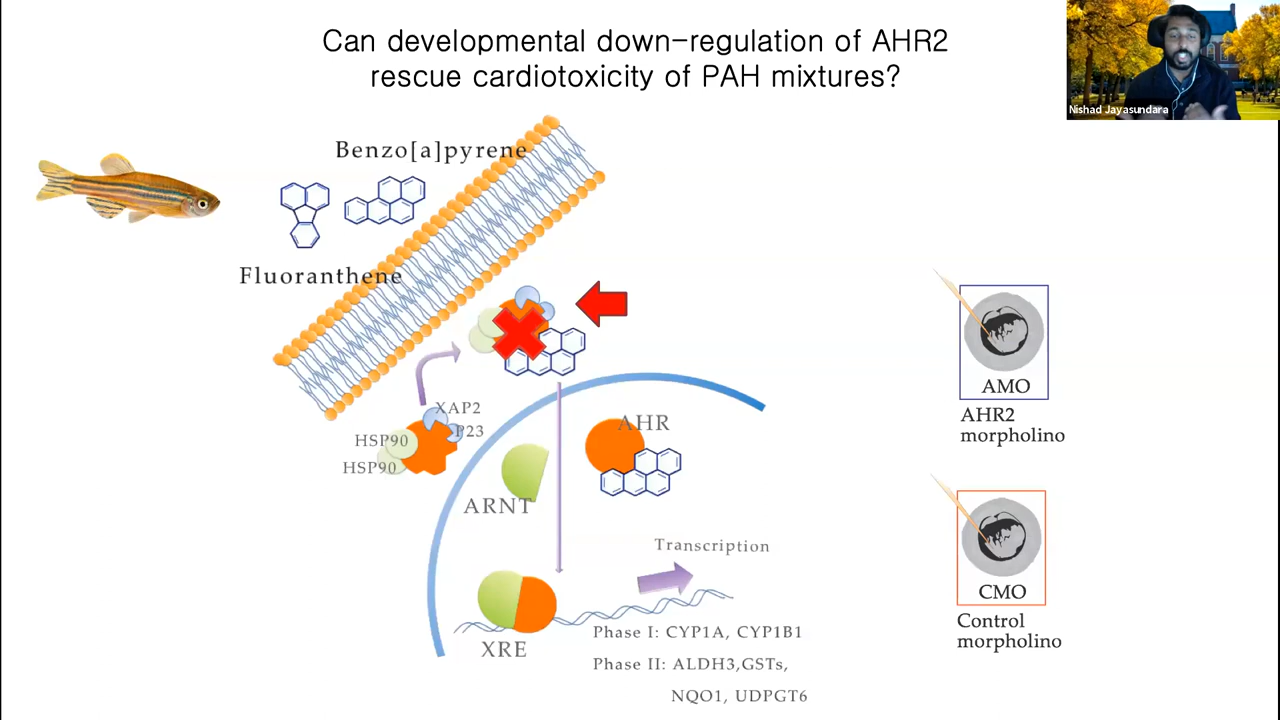 Can developmental down-regulation of AHR2
rescue cardiotoxicity of PAH mixtures?
Nishad Jayasundara
Benzo[a]pyrene
Fluoranthene
XAP2
P23
HSP90
HSP90
AHR
ARNT
Transcription
XRE
Phase I: CYP1A, CYP1B1
Phase II: ALDH3,GSTs,
NQO1, UDPGT6
AMO
AHR2
morpholino
CMO
Control
morpholino